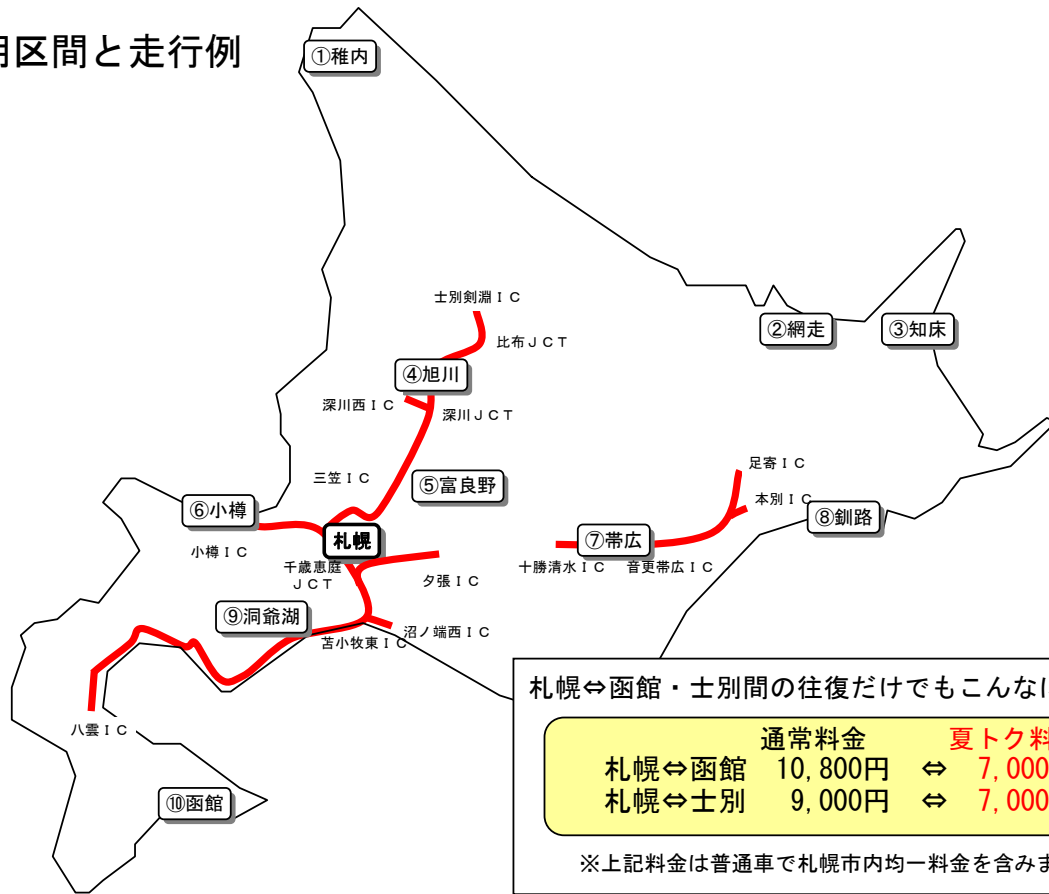 用区間と走行例
①稚内
②網走
③知床
士別剣淵ＩＣ
比布ＪＣＴ
④旭川
深川西ＩＣ
深川ＪＣＴ
三笠ＩＣ
⑤富良野
足寄ＩＣ
本別ＩＣ
⑥小樽
⑧釧路
小樽ＩＣ
札幌
⑦帯広
千歳恵庭
ＪＣＴ
夕張ＩＣ
十勝清水ＩＣ
音更帯広ＩＣ
⑨洞爺湖
苫小牧東ＩＣ
沼ノ端西ＩＣ
八雲ＩＣ
⑩函館
札幌⇔函館・士別間の往復だけでもこんなに
通常料金 夏トク料
札幌⇔函館 10,800円 ⇔ 7,000
札幌⇔士別 9,000円 ⇔ 7,000
※上記料金は普通車で札幌市内均一料金を含みま